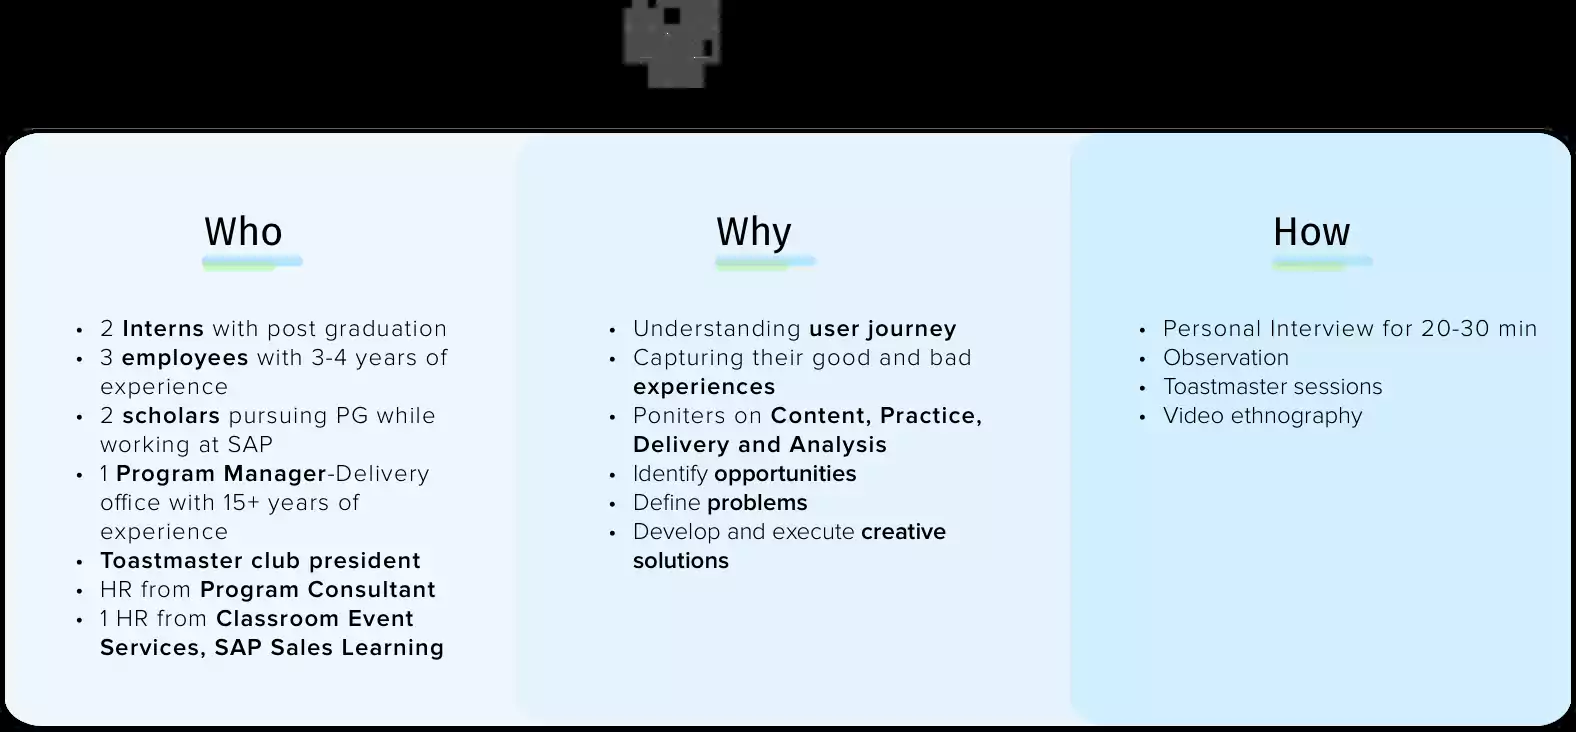 Who
• 2 Interns with post graduation
• 3 employees with 3-4 years of
experience
• 2 scholars pursuing PG while
working at SAP
• 1 Program Manager-Delivery
office with 15+ years of
experience
• Toastmaster club president
• HR from Program Consultant
• 1 HR from Classroom Event
Services, SAP Sales Learning
Why
• Understanding user journey
• Capturing their good and bad
experiences
• Poniters on Content, Practice,
Delivery and Analysis
• Identify opportunities
• Define problems
• Develop and execute creative
solutions
How
• Personal Interview for 20-30 min
• Observation
• Toastmaster sessions
• Video ethnography